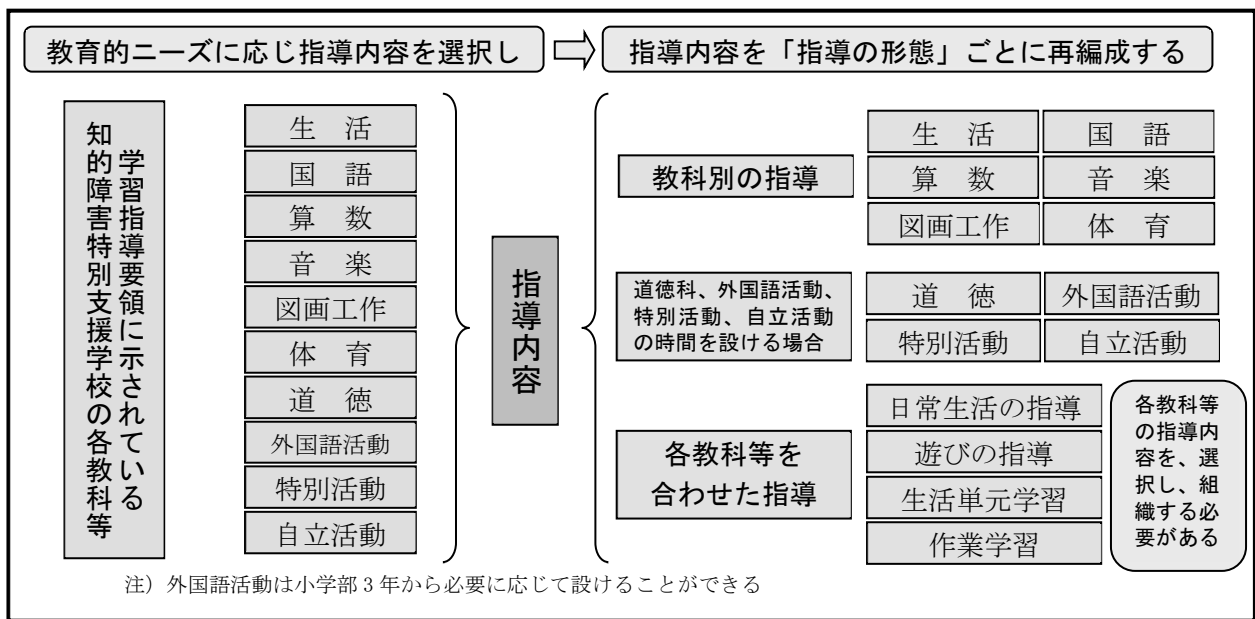 教育的ニーズに応じ指導内容を選択し
指導内容を「指導の形態」ごとに再編成する
学習指導要領に示されている
知的障害特別支援学校の各教科等
生 活
国 語
算 数
音 楽
図画工作
体 育
道 徳
外国語活動
特別活動
自立活動
指導内容
教科別の指導
生 活
国 語
算 数
音 楽
図画工作
体 育
道徳科、外国語活動、
特別活動、自立活動
の時間を設ける場合
道 徳
外国語活動
特別活動
自立活動
各教科等を
合わせた指導
日常生活の指導
遊びの指導
生活単元学習
作業学習
各教科等
の指導内
容を、選
択し、組
織する必
要がある
注）外国語活動は小学部3年から必要に応じて設けることができる